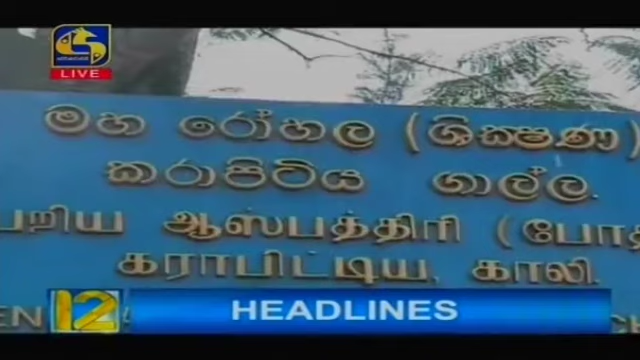 LIVE
මහ රෝහල (ශික්ෂණ)
කරාපිටිය ගාල්ල.
ஆஸ்பத்திரி
கராபிட்டிய, காலி.
12 HEADLINES